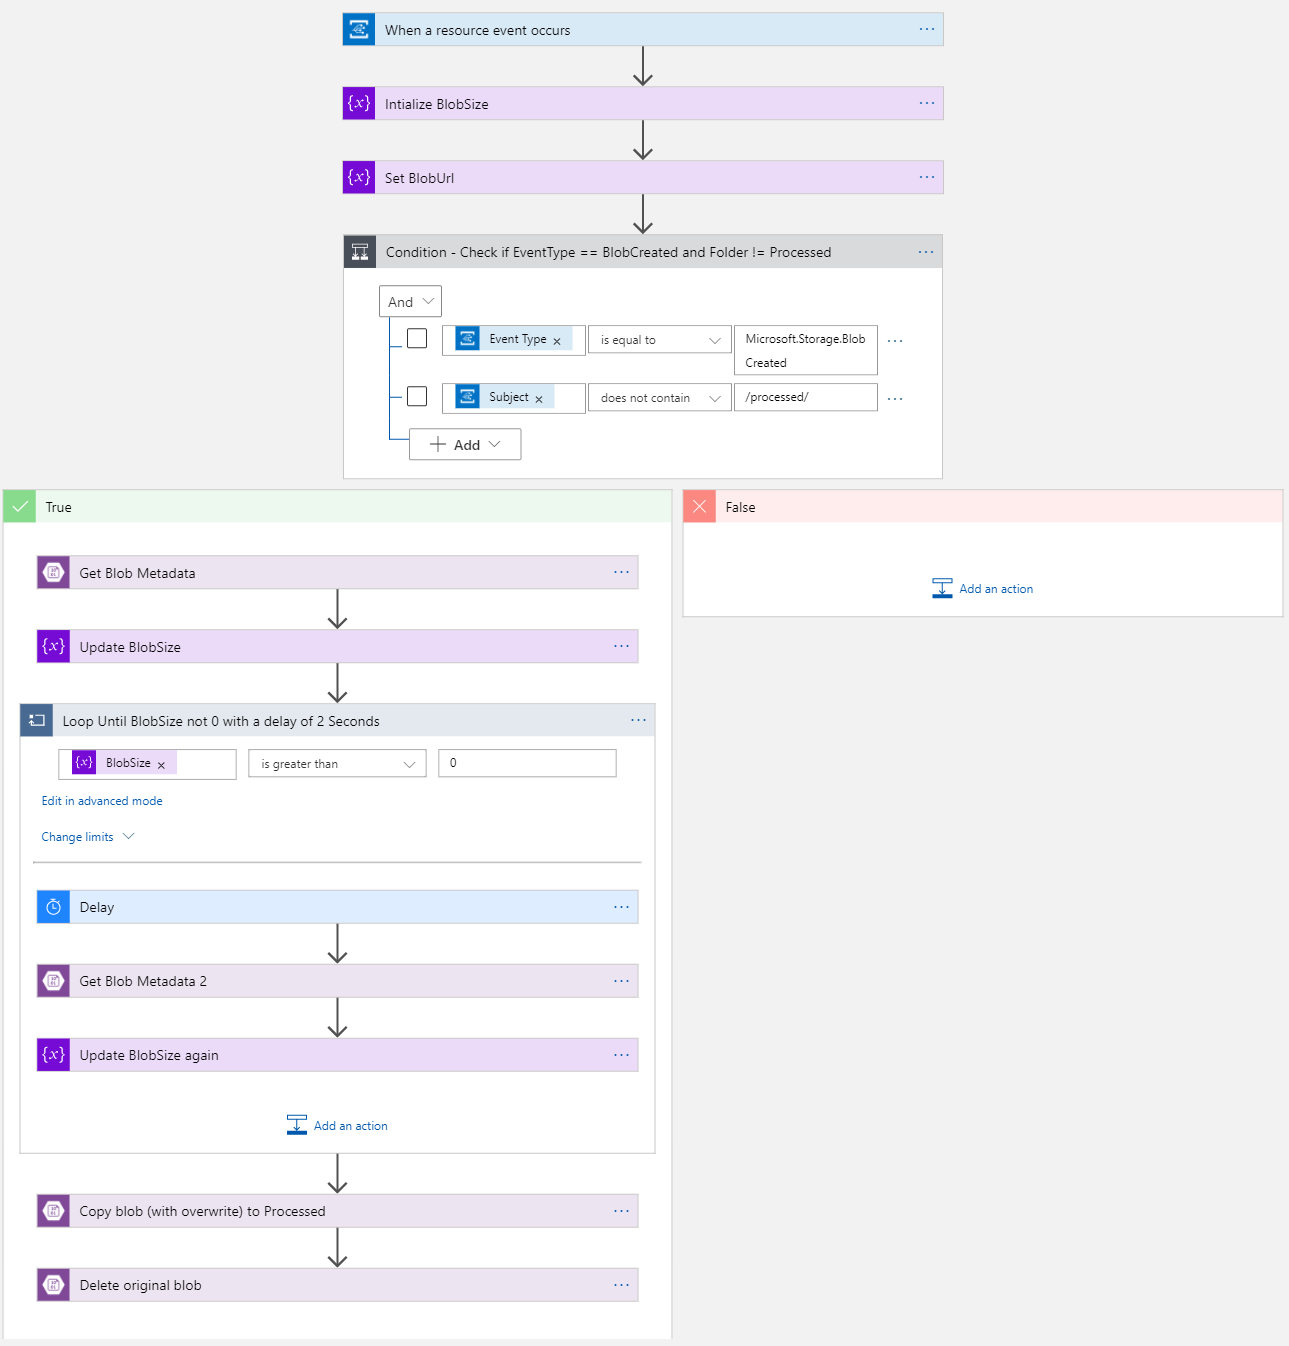 When a resource event occurs
{x} Intialize BlobSize
{x} Set BlobUrl
Condition - Check if EventType == BlobCreated and Folder != Processed
And
Event Type × is equal to Microsoft.Storage.Blob
Created
Subject × does not contain /processed/
+ Add
True
False
Get Blob Metadata
Add an action
{x} Update BlobSize
Loop Until BlobSize not 0 with a delay of 2 Seconds
{x} BlobSize × is greater than 0
Edit in advanced mode
Change limits
Delay
Get Blob Metadata 2
{x} Update BlobSize again
Add an action
Copy blob (with overwrite) to Processed
Delete original blob